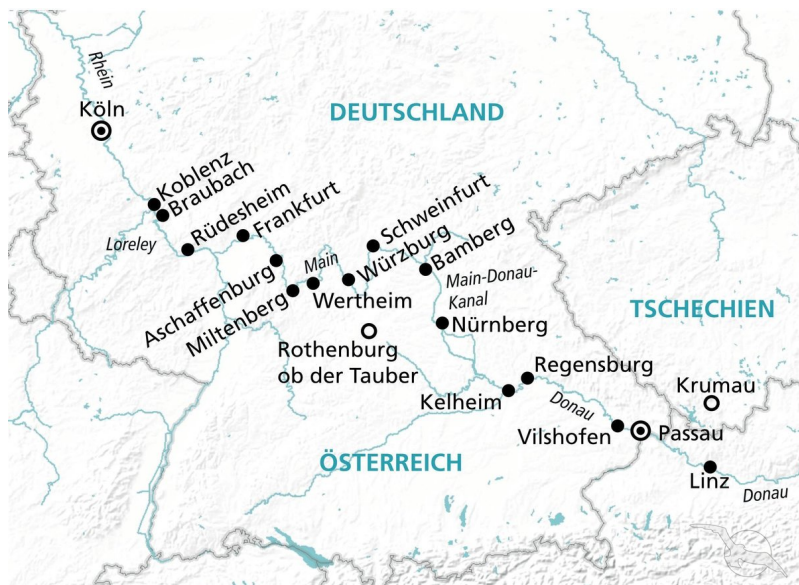 Rhein
DEUTSCHLAND
Köln
Koblenz
Braubach
Rüdesheim
Frankfurt
Loreley
Schweinfurt
Würzburg
Bamberg
Main
Main-Donau-
Kanal
Aschaffenburg
Miltenberg
Wertheim
TSCHECHIEN
Nürnberg
Rothenburg
ob der Tauber
Regensburg
Krumau
Kelheim
Donau
Vilshofen
Passau
ÖSTERREICH
Linz
Donau